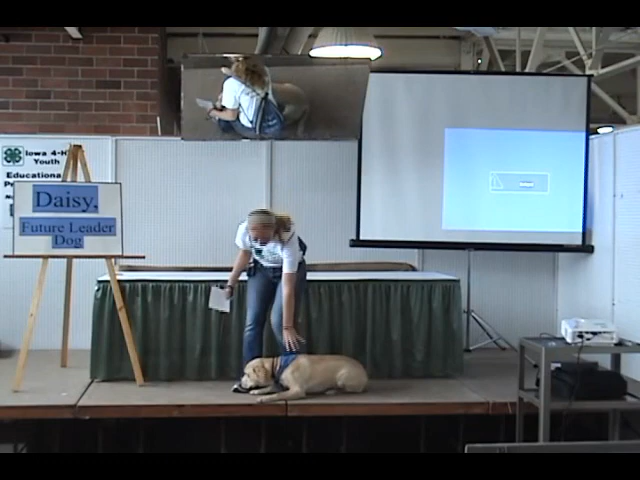 Iowa 4-H
Youth
Educational
Daisy.
Future Leader
Dog